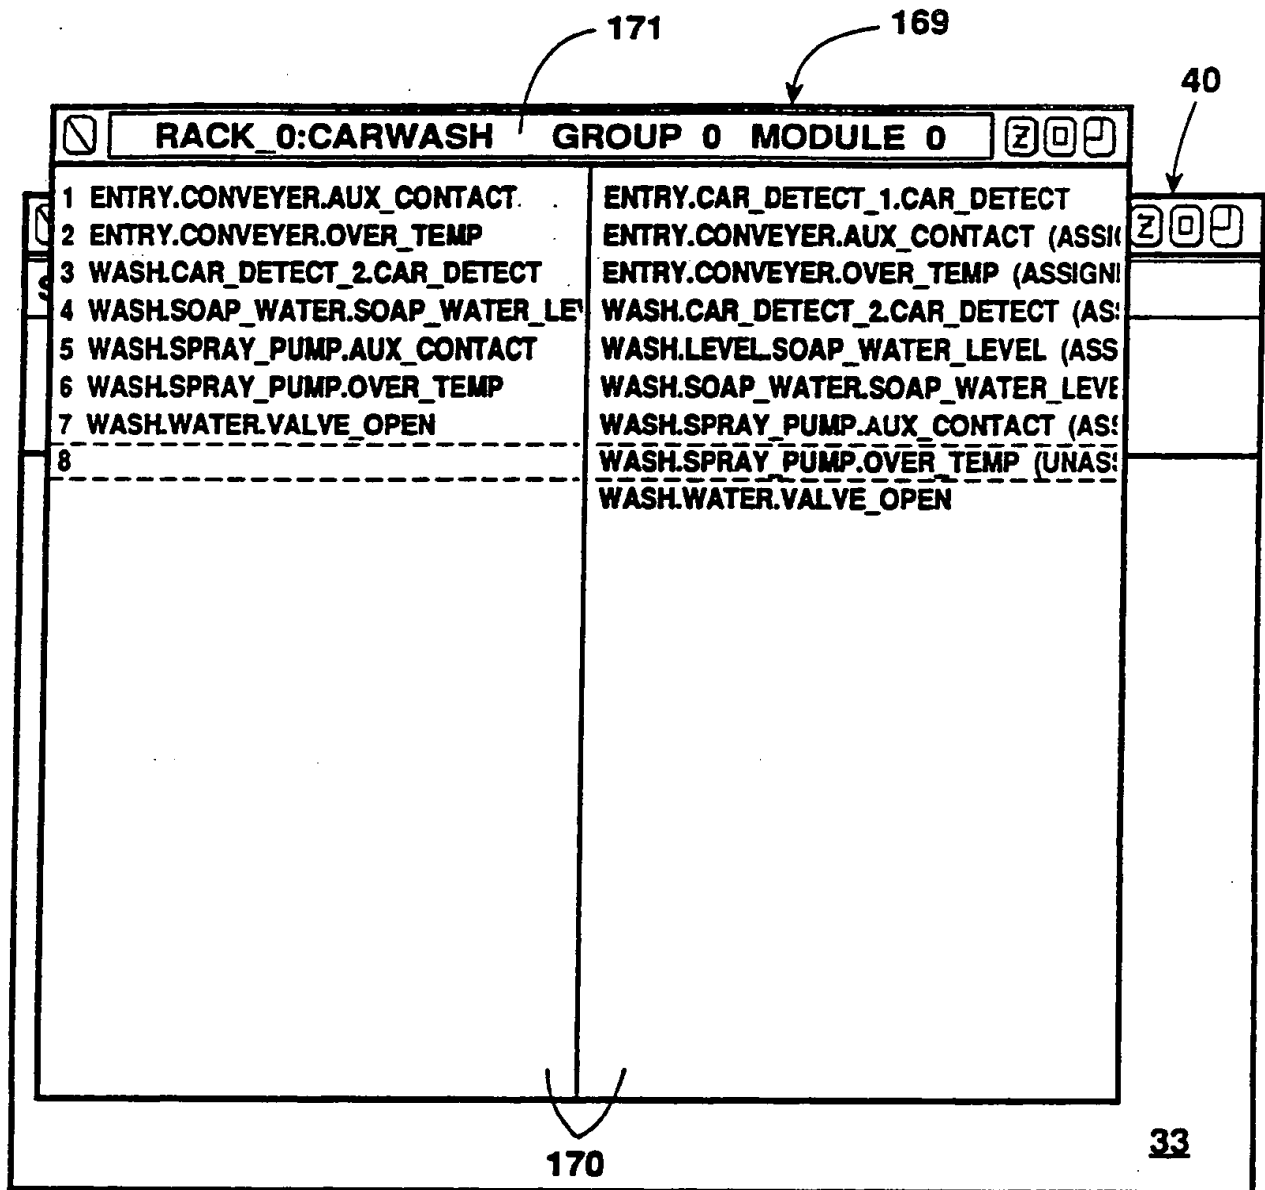 171
169
40
RACK_0:CARWASH GROUP 0 MODULE 0
1 ENTRY.CONVEYER.AUX_CONTACT
2 ENTRY.CONVEYER.OVER_TEMP
3 WASH.CAR_DETECT_2.CAR_DETECT
4 WASH.SOAP_WATER.SOAP_WATER_LE
5 WASH.SPRAY_PUMP.AUX_CONTACT
6 WASH.SPRAY_PUMP.OVER_TEMP
7 WASH.WATER.VALVE_OPEN
8
ENTRY.CAR_DETECT_1.CAR_DETECT
ENTRY.CONVEYER.AUX_CONTACT (ASSI
ENTRY.CONVEYER.OVER_TEMP (ASSIGN
WASH.CAR_DETECT_2.CAR_DETECT (AS
WASH.LEVEL.SOAP_WATER_LEVEL (ASS
WASH.SOAP_WATER.SOAP_WATER_LEVE
WASH.SPRAY_PUMP.AUX_CONTACT (AS
WASH.SPRAY_PUMP.OVER_TEMP (UNAS
WASH.WATER.VALVE_OPEN
170
33